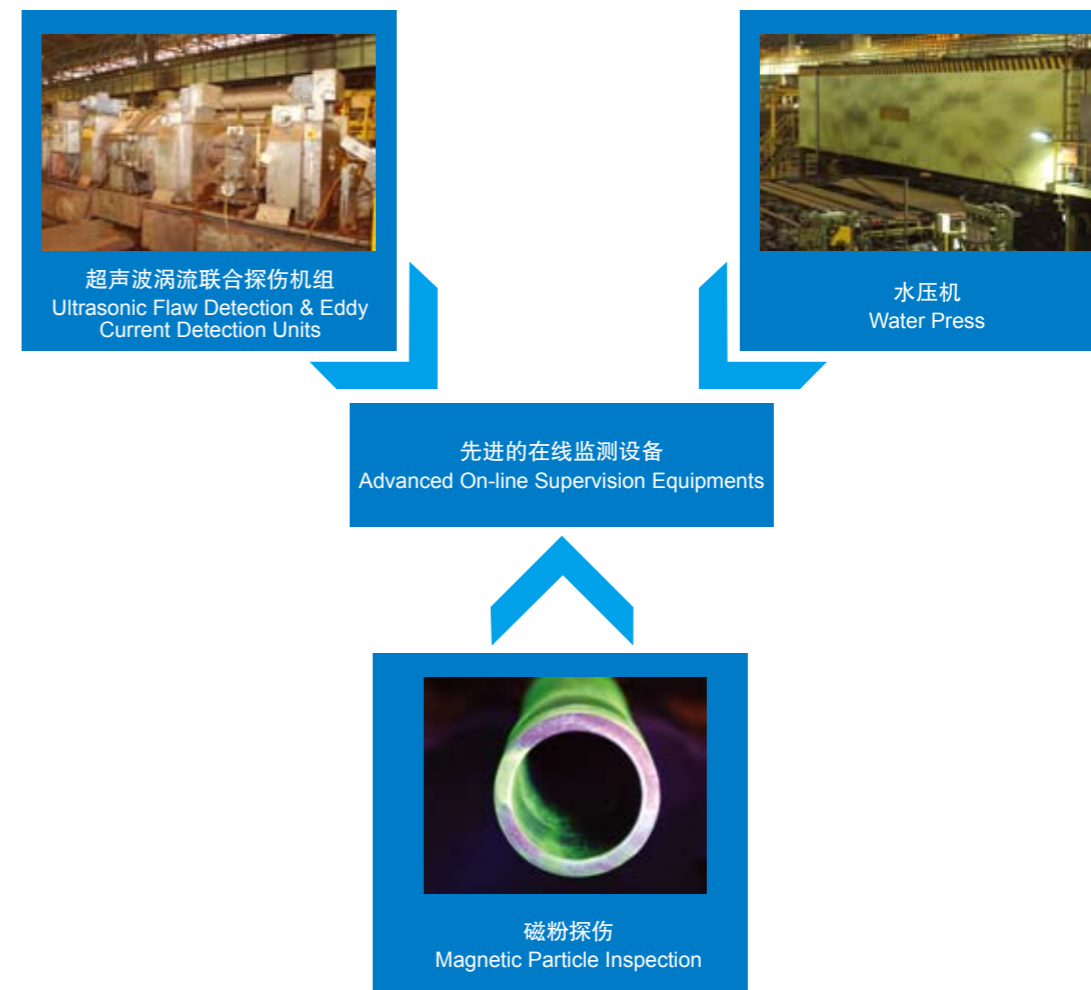 超声波涡流联合探伤机组
Ultrasonic Flaw Detection & Eddy
Current Detection Units
水压机
Water Press
先进的在线监测设备
Advanced On-line Supervision Equipments
磁粉探伤
Magnetic Particle Inspection